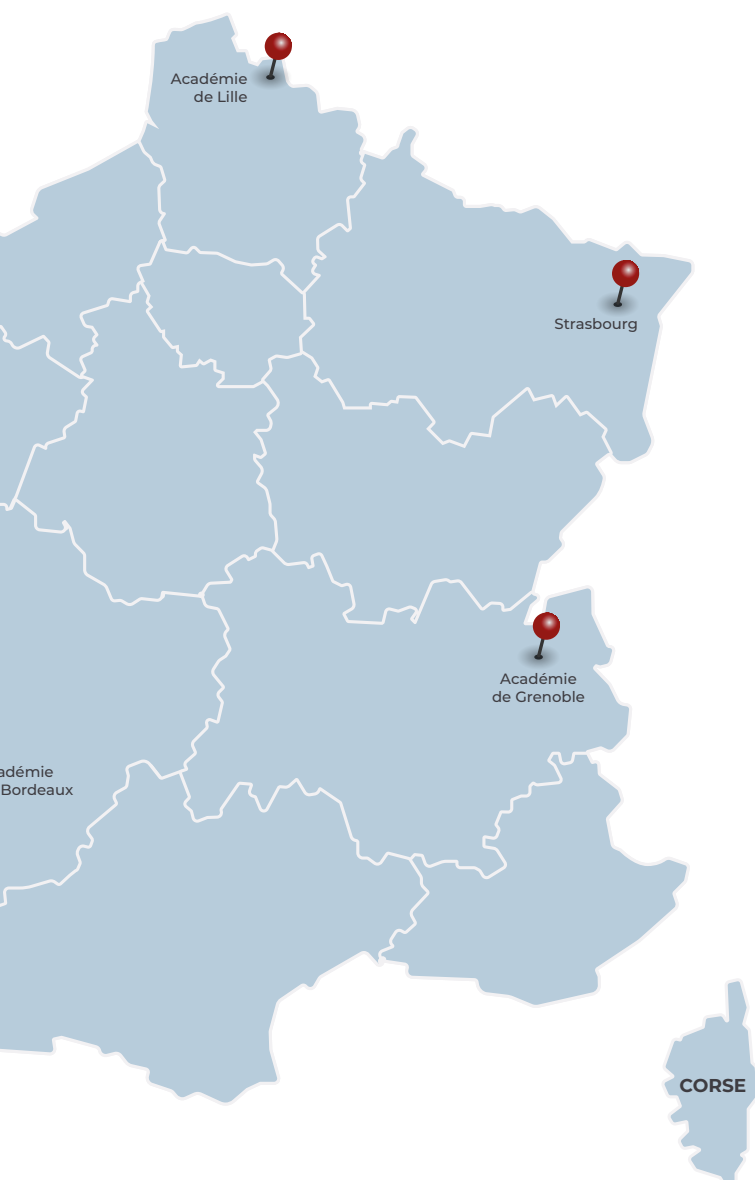 Académie
de Lille
Strasbourg
Académie
de Grenoble
adémie
Bordeaux
CORSE